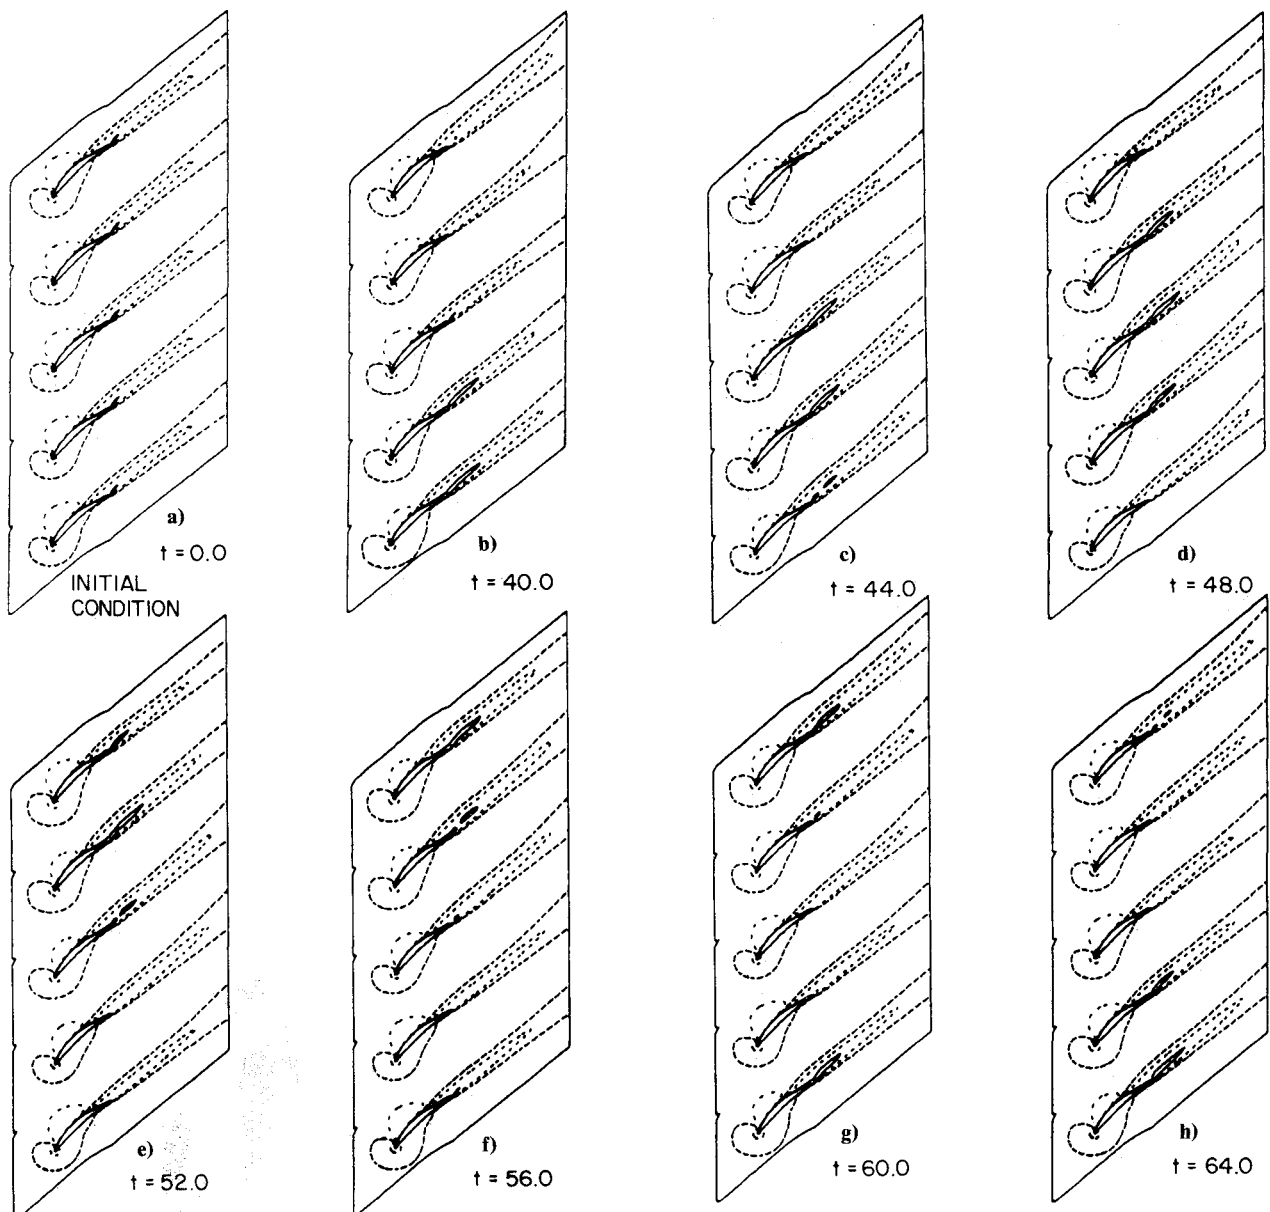 a)
t = 0.0
INITIAL
CONDITION
b)
t = 40.0
c)
t = 44.0
d)
t = 48.0
e)
t = 52.0
f)
t = 56.0
g)
t = 60.0
h)
t = 64.0